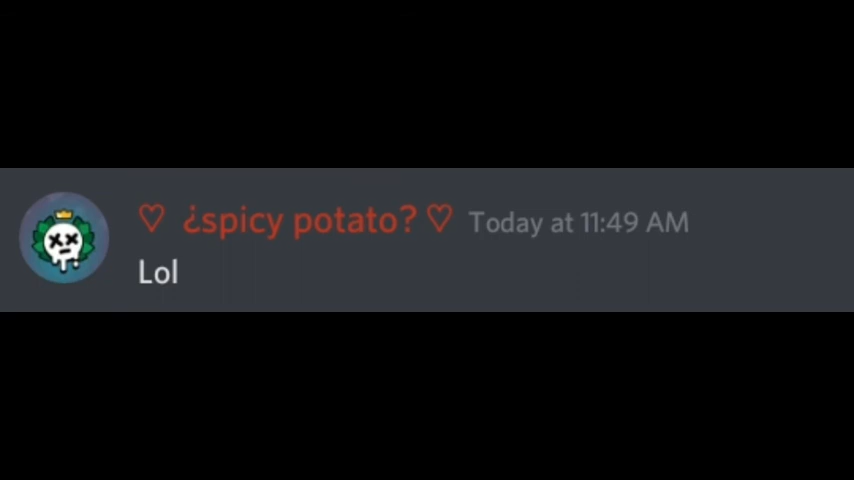 ♡ ¿spicy potato? ♡ Today at 11:49 AM
Lol